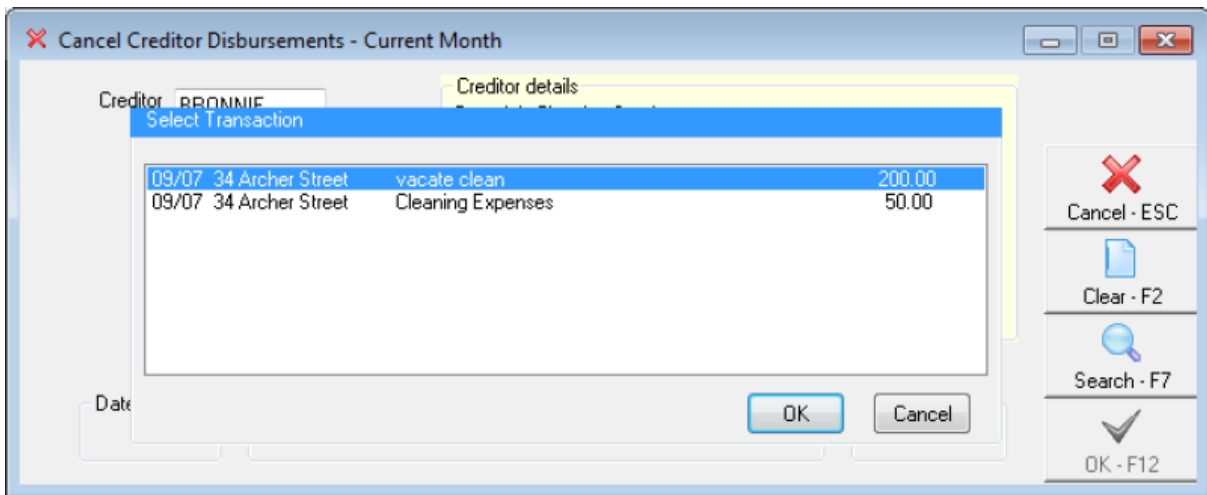 Cancel Creditor Disbursements - Current Month
Creditor BRONNIE
Creditor details
Select Transaction
09/07 34 Archer Street vacate clean 200.00
09/07 34 Archer Street Cleaning Expenses 50.00
Cancel - ESC
Clear - F2
Search - F7
Date
OK Cancel
OK - F12